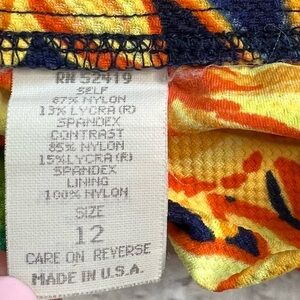 RN 52419
SELF
87% NYLON
13% LYCRA(R)
SPANDEX
CONTRAST
85% NYLON
15% LYCRA(R)
SPANDEX
LINING
100% NYLON
SIZE
12
CARE ON REVERSE
MADE IN U.S.A.